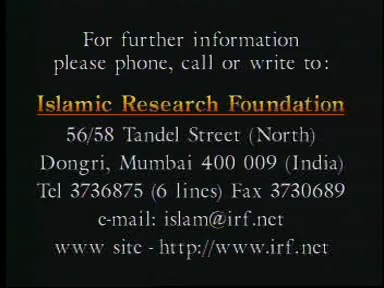 For further information
please phone, call or write to:
Islamic Research Foundation
56/58 Tandel Street (North)
Dongri, Mumbai 400 009 (India)
Tel 3736875 (6 lines) Fax 3730689
e-mail: islam@irf.net
www site - http://www.irf.net